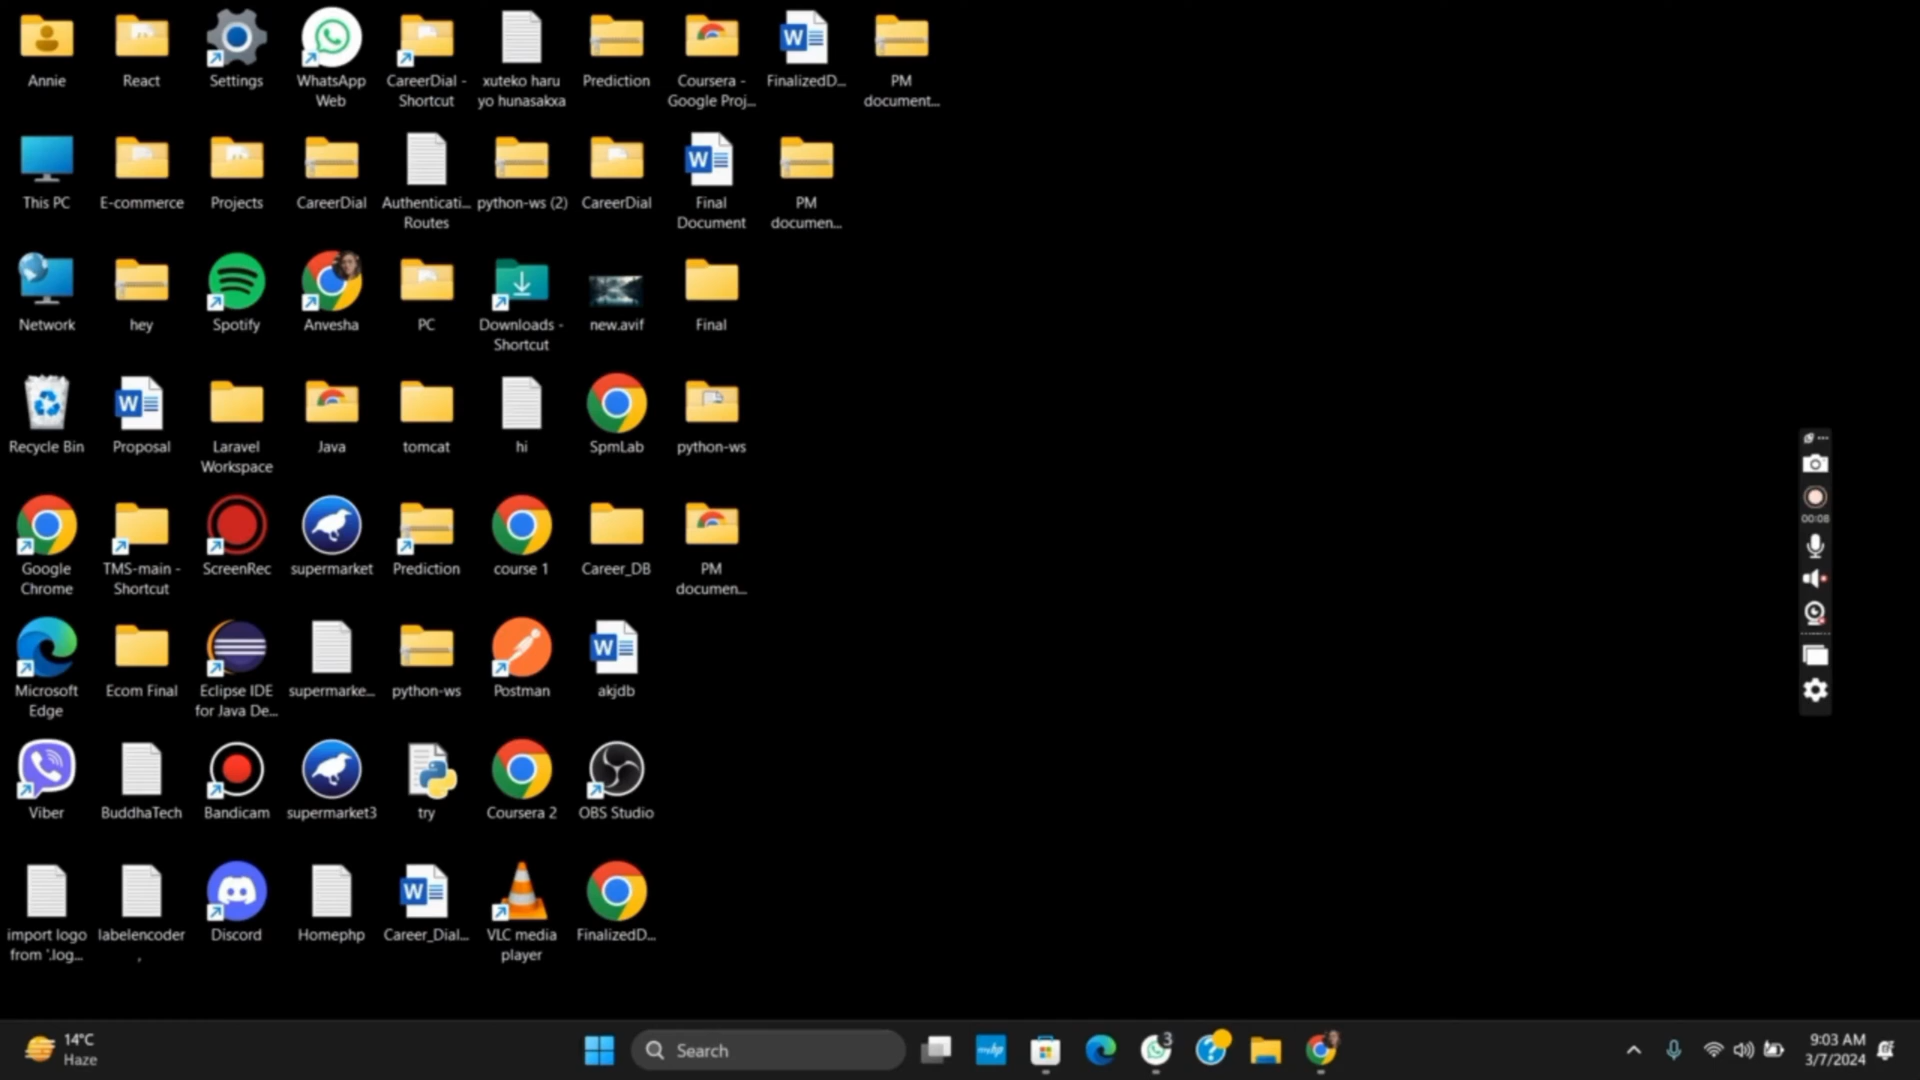 Annie
React
Settings
WhatsApp
Web
CareerDial -
Shortcut
xuteko haru
yo hunasakxa
Prediction
Coursera -
Google Proj...
FinalizedD...
PM
document...
This PC
E-commerce
Projects
CareerDial
Authenticati...
Routes
python-ws (2)
CareerDial
Final
Document
PM
documen...
Network
hey
Spotify
Anvesha
PC
Downloads -
Shortcut
new.avif
Final
Recycle Bin
Proposal
Laravel
Workspace
Java
tomcat
hi
SpmLab
python-ws
Google
Chrome
TMS-main -
Shortcut
ScreenRec
supermarket
Prediction
course 1
Career_DB
PM
documen...
00:08
Microsoft
Edge
Ecom Final
Eclipse IDE
for Java De...
supermarke...
python-ws
Postman
akjdb
Viber
BuddhaTech
Bandicam
supermarket3
try
Coursera 2
OBS Studio
import logo
from '.log...
labelencoder
,
Discord
Homephp
Career_Dial...
VLC media
player
FinalizedD...
14°C
Haze
Search
myhp
3
9:03 AM
3/7/2024